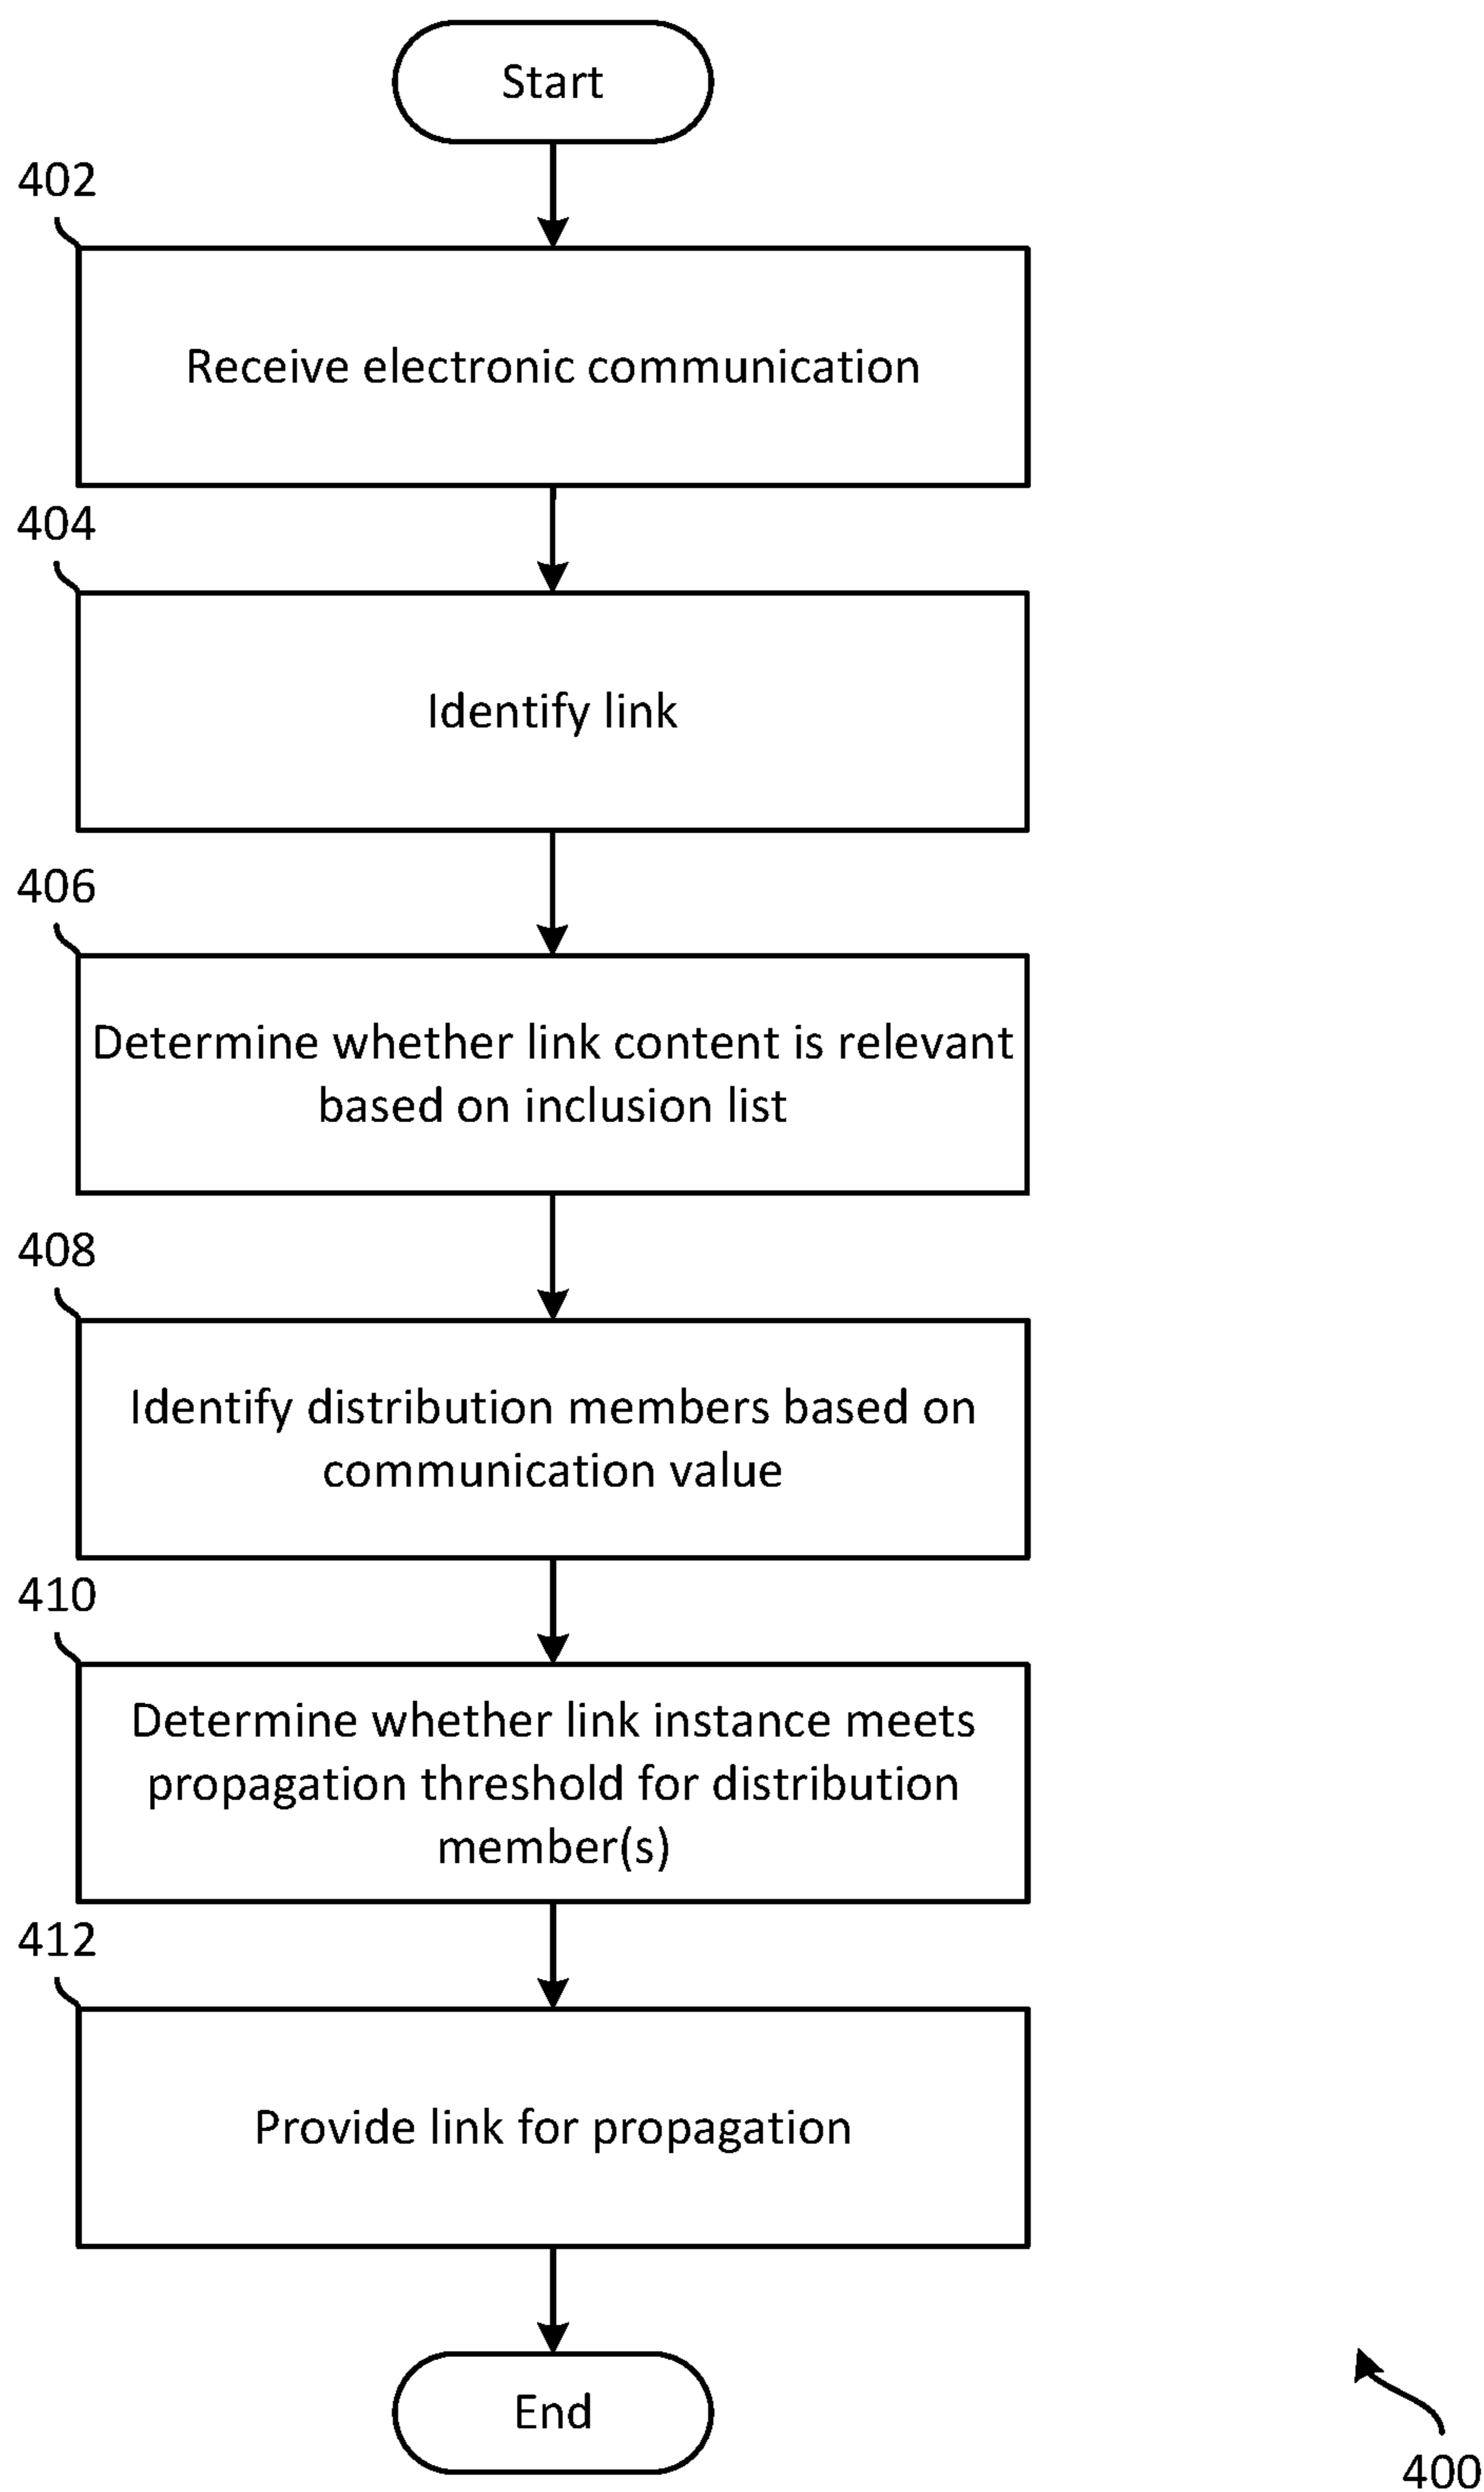 Start
402
Receive electronic communication
404
Identify link
406
Determine whether link content is relevant
based on inclusion list
408
Identify distribution members based on
communication value
410
Determine whether link instance meets
propagation threshold for distribution
member(s)
412
Provide link for propagation
End
400